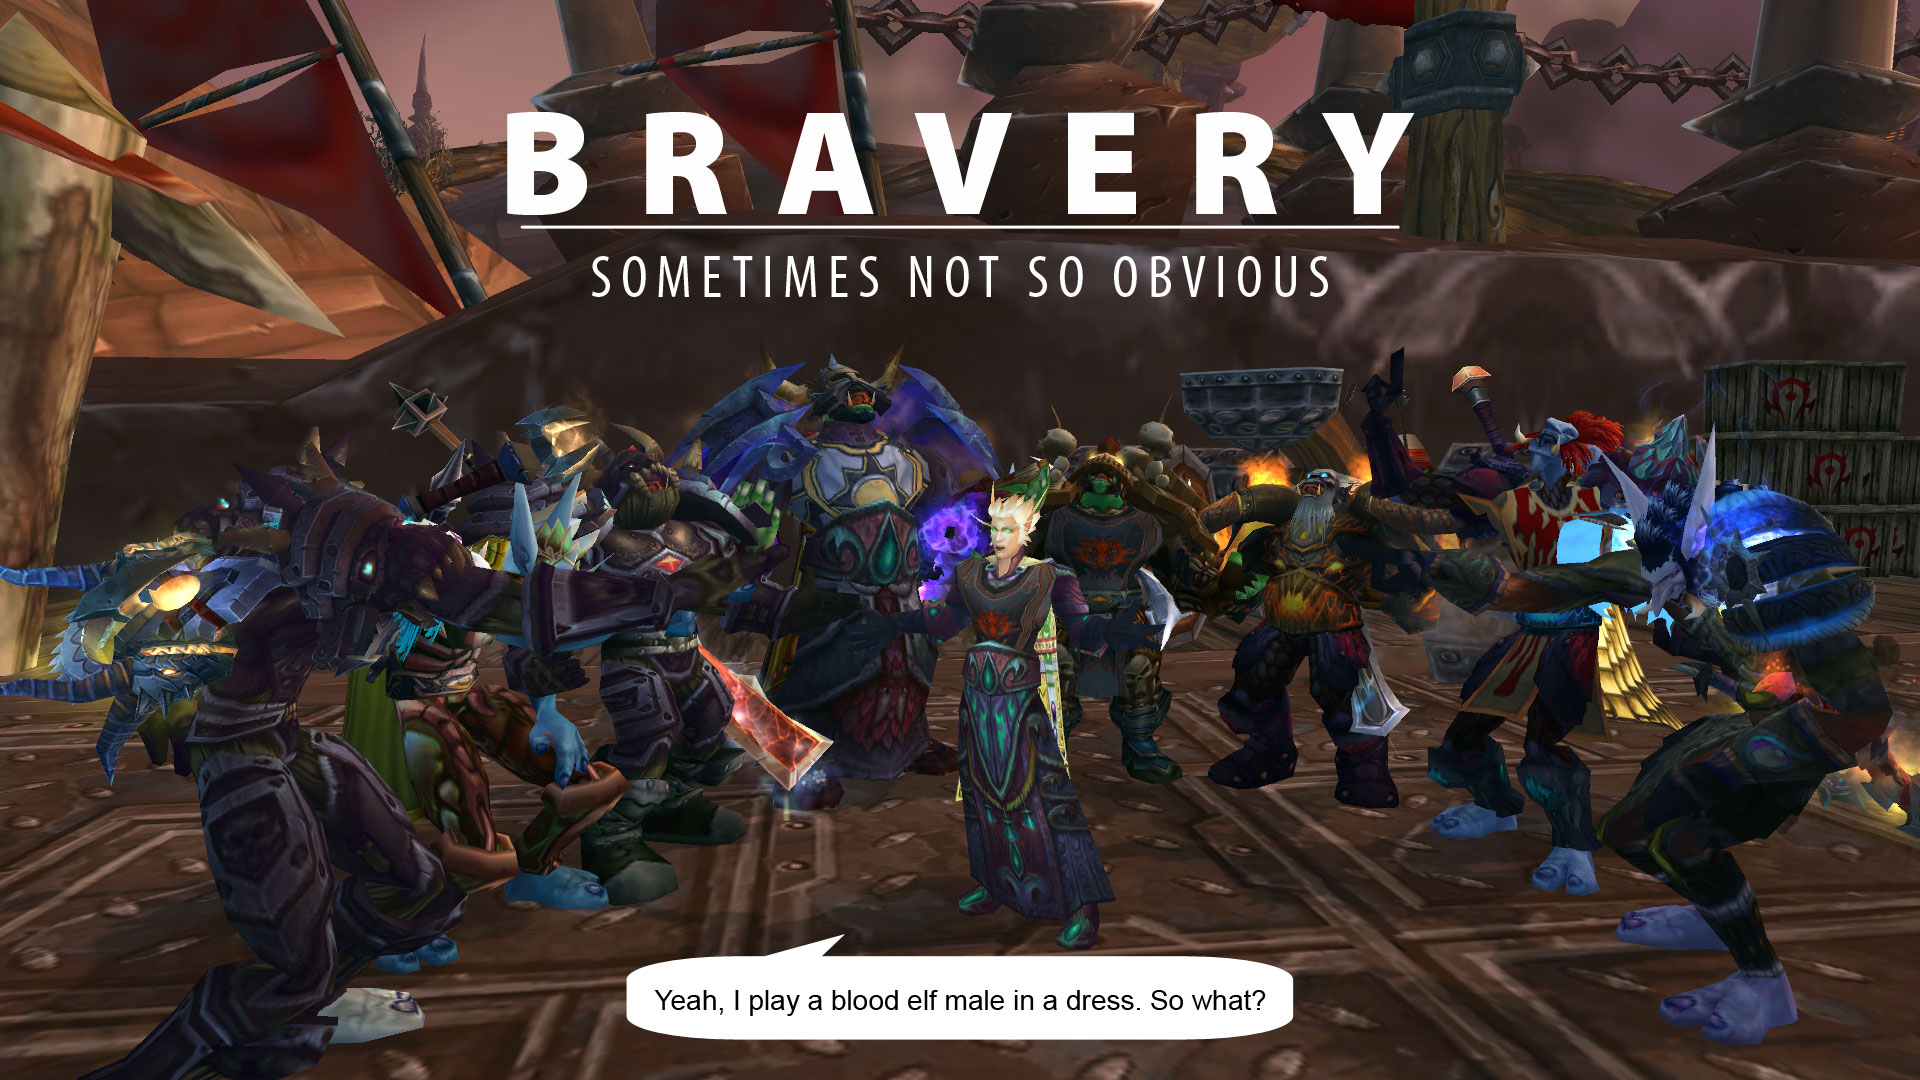 BRAVERY
SOMETIMES NOT SO OBVIOUS
Yeah, I play a blood elf male in a dress. So what?